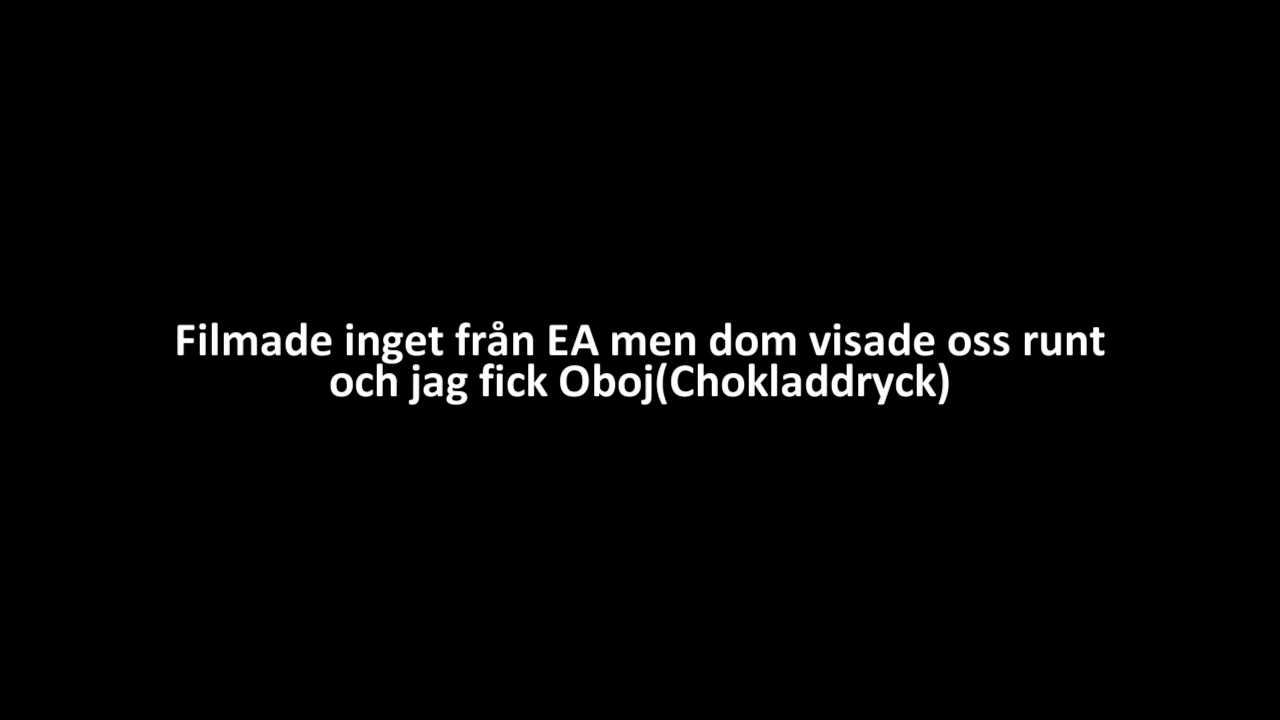 Filmade inget från EA men dom visade oss runt
och jag fick Oboj(Chokladdryck)